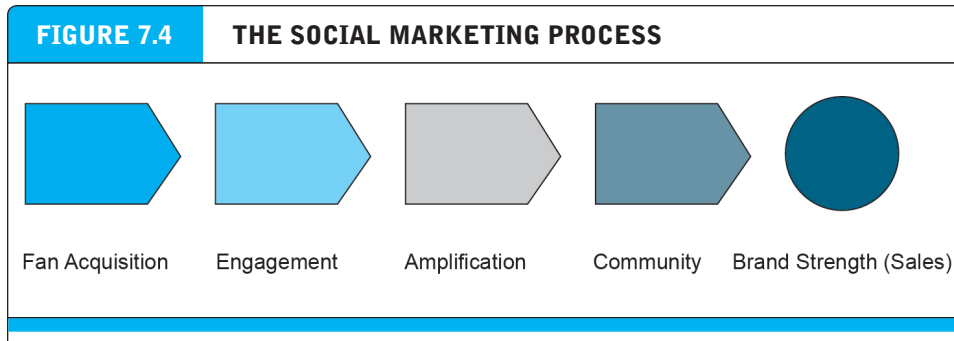 FIGURE 7.4 THE SOCIAL MARKETING PROCESS
Fan Acquisition Engagement Amplification Community Brand Strength (Sales)